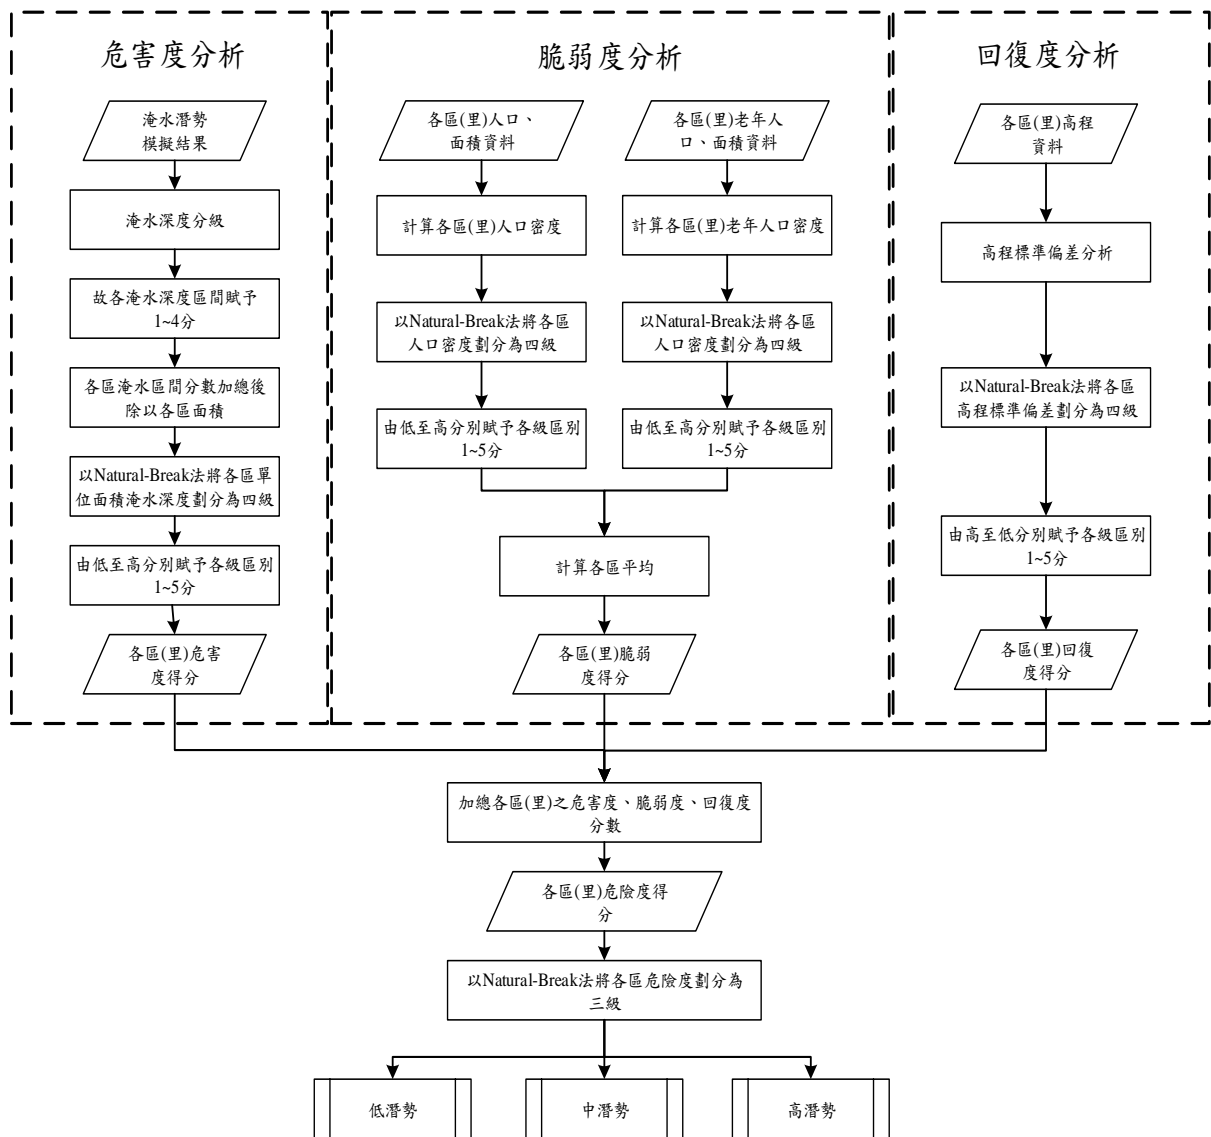 危害度分析
淹水潛勢
模擬結果
淹水深度分級
故各淹水深度區間賦予
1~4分
各區淹水區間分數加總後
除以各區面積
以Natural-Break法將各區單
位面積淹水深度劃分為四級
由低至高分別賦予各級區別
1~5分
各區(里)危害
度得分
脆弱度分析
各區(里)人口、
面積資料
計算各區(里)人口密度
以Natural-Break法將各區
人口密度劃分為四級
由低至高分別賦予各級區別
1~5分
各區(里)老年人
口、面積資料
計算各區(里)老年人口密度
以Natural-Break法將各區
人口密度劃分為四級
由低至高分別賦予各級區別
1~5分
計算各區平均
各區(里)脆弱
度得分
回復度分析
各區(里)高程
資料
高程標準偏差分析
以Natural-Break法將各區
高程標準偏差劃分為四級
由高至低分別賦予各級區別
1~5分
各區(里)回復
度得分
加總各區(里)之危害度、脆弱度、回復度
分數
各區(里)危險度得
分
以Natural-Break法將各區危險度劃分為
三級
低潛勢
中潛勢
高潛勢